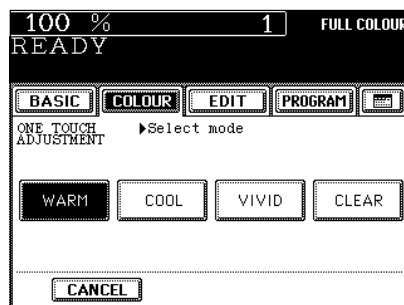 100 % 1 FULL COLOUR
READY
BASIC COLOUR EDIT PROGRAM
ONE TOUCH ▶Select mode
ADJUSTMENT
WARM COOL VIVID CLEAR
CANCEL